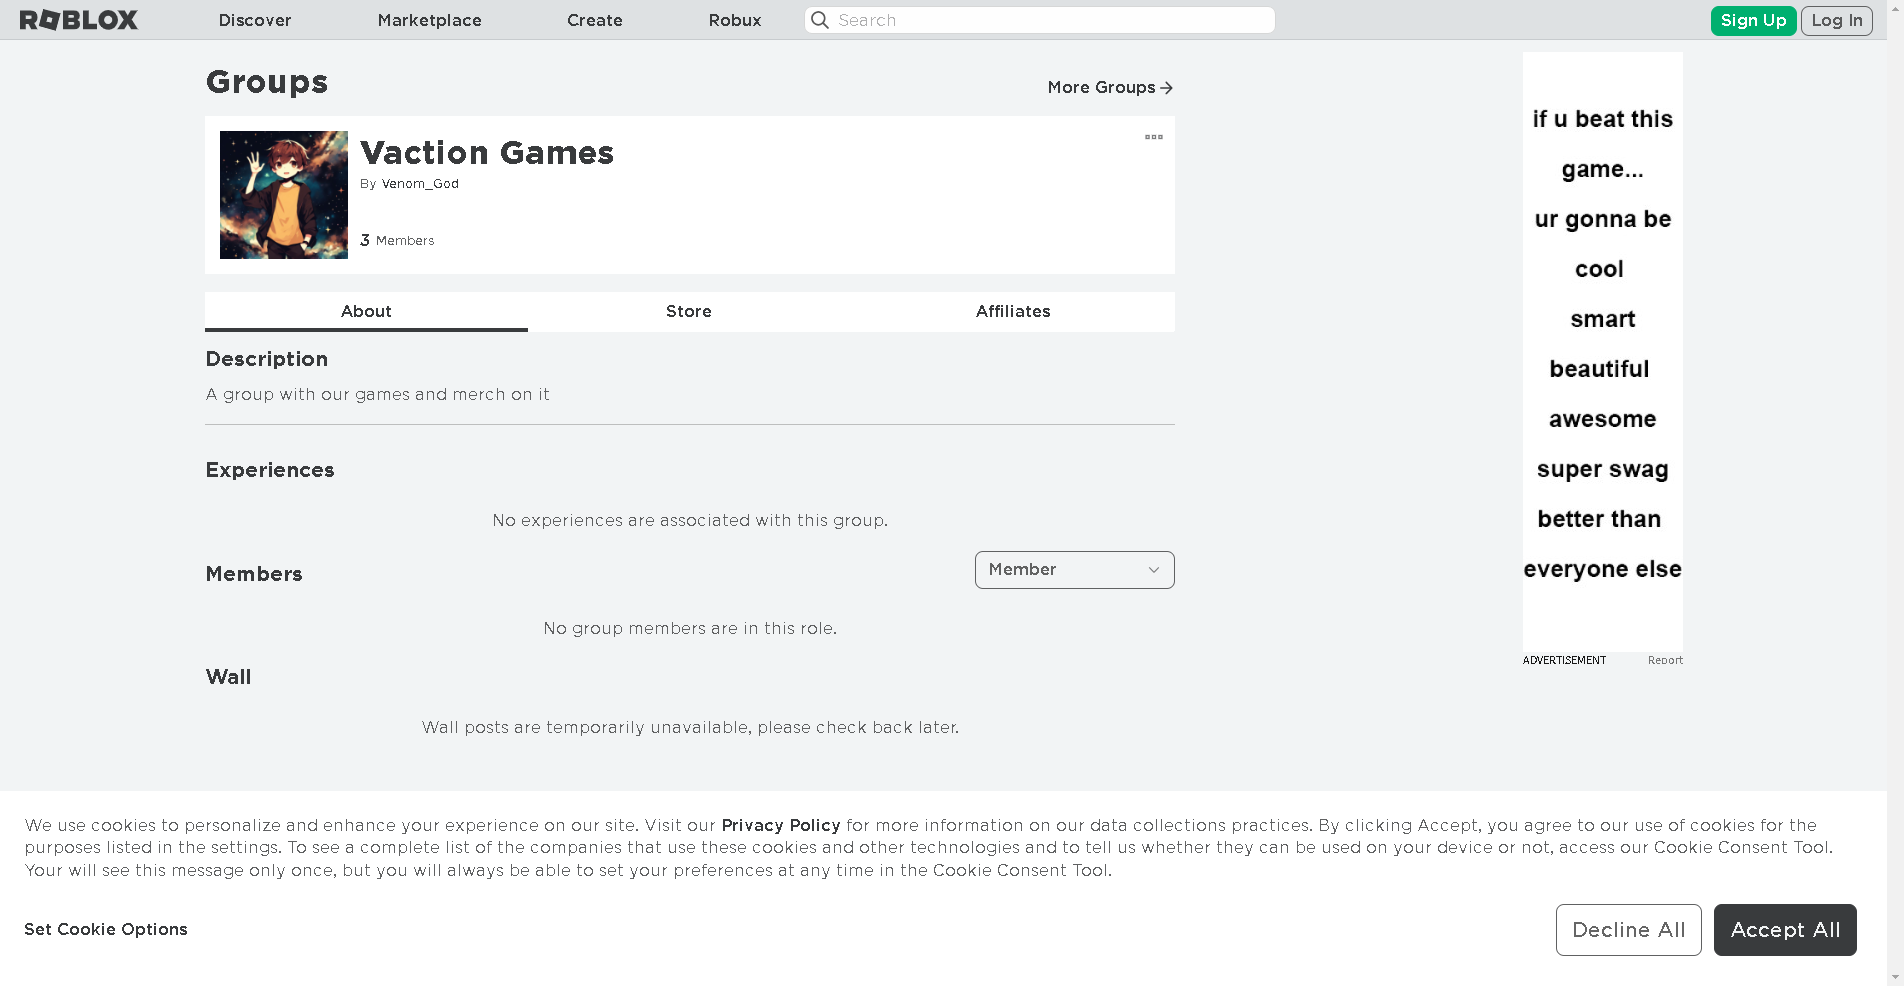 ROBLOX
Discover
Marketplace
Create
Robux
Search
Sign Up
Log In
Groups
More Groups
Vaction Games
By Venom_God
3 Members
About
Store
Affiliates
Description
A group with our games and merch on it
Experiences
No experiences are associated with this group.
Members
Member
No group members are in this role.
Wall
Wall posts are temporarily unavailable, please check back later.
if u beat this
game...
ur gonna be
cool
smart
beautiful
awesome
super swag
better than
everyone else
ADVERTISEMENT
Report
We use cookies to personalize and enhance your experience on our site. Visit our Privacy Policy for more information on our data collections practices. By clicking Accept, you agree to our use of cookies for the
purposes listed in the settings. To see a complete list of the companies that use these cookies and other technologies and to tell us whether they can be used on your device or not, access our Cookie Consent Tool.
Your will see this message only once, but you will always be able to set your preferences at any time in the Cookie Consent Tool.
Set Cookie Options
Decline All
Accept All